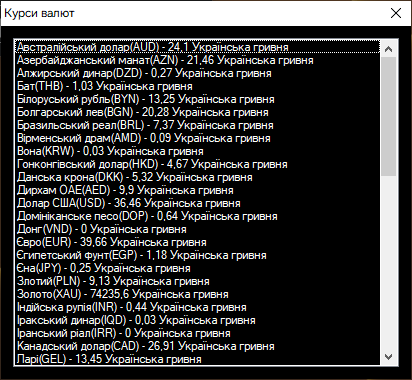 Курси валют
Австралійський долар(AUD) - 24,1 Українська гривня
Азербайджанський манат(AZN) - 21,46 Українська гривня
Алжирський динар(DZD) - 0,27 Українська гривня
Бат(THB) - 1,03 Українська гривня
Білоруський рубль(BYN) - 13,25 Українська гривня
Болгарський лев(BGN) - 20,28 Українська гривня
Бразильський реал(BRL) - 7,37 Українська гривня
Вірменський драм(AMD) - 0,09 Українська гривня
Вона(KRW) - 0,03 Українська гривня
Гонконгівський долар(HKD) - 4,67 Українська гривня
Данська крона(DKK) - 5,32 Українська гривня
Дирхам ОАЕ(AED) - 9,9 Українська гривня
Долар США(USD) - 36,46 Українська гривня
Домініканське песо(DOP) - 0,64 Українська гривня
Донг(VND) - 0 Українська гривня
Євро(EUR) - 39,66 Українська гривня
Єгипетський фунт(EGP) - 1,18 Українська гривня
Єна(JPY) - 0,25 Українська гривня
Злотий(PLN) - 9,13 Українська гривня
Золото(XAU) - 74235,6 Українська гривня
Індійська рупія(INR) - 0,44 Українська гривня
Іракський динар(IQD) - 0,03 Українська гривня
Іранський ріал(IRR) - 0 Українська гривня
Канадський долар(CAD) - 26,91 Українська гривня
Ларі(GEL) - 13,45 Українська гривня